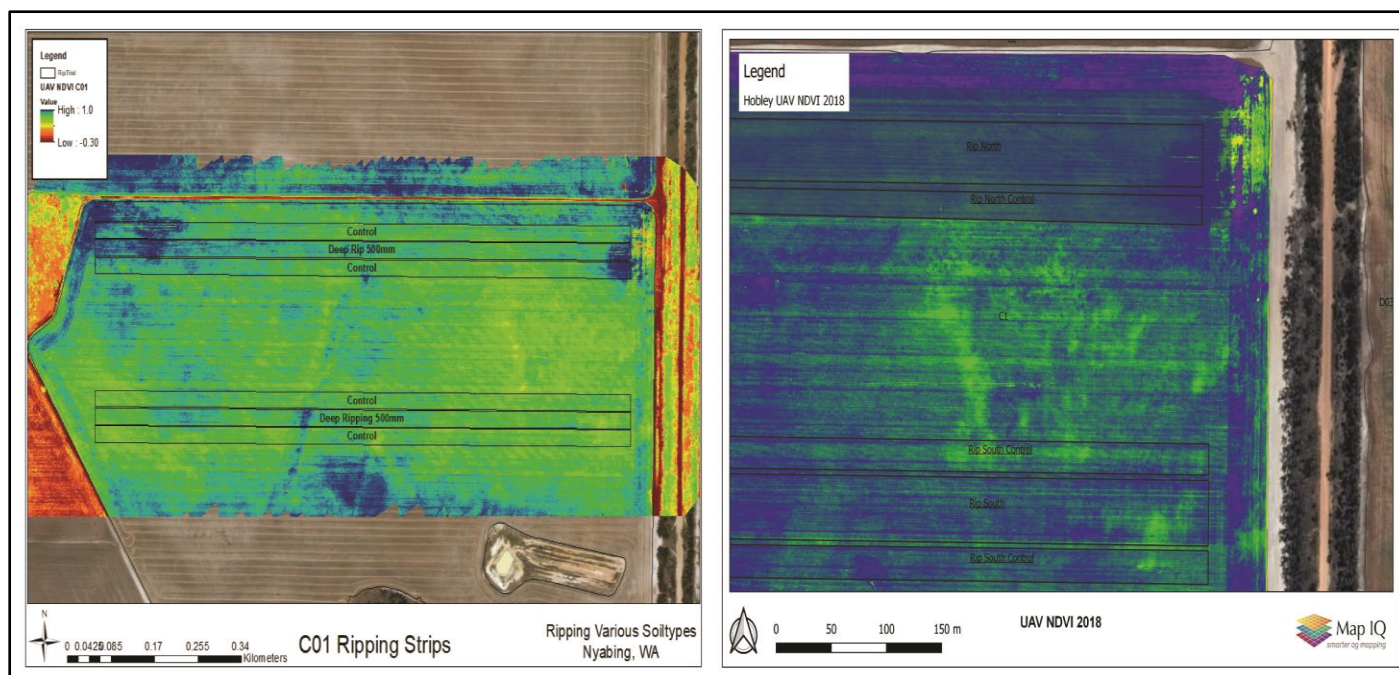 Legend
RipTrial
UAV NDVI C01
Value
High : 1.0
Low : -0.30
Control
Deep Rip 500mm
Control
Control
Deep Ripping 500mm
Control
N
0 0.0425 0.085 0.17 0.255 0.34
Kilometers
C01 Ripping Strips
Ripping Various Soiltypes
Nyabing, WA
Legend
Hobley UAV NDVI 2018
Rip North
Rip North Control
C1
D03
Rip South Control
Rip South
Rip South Control
0 50 100 150 m
UAV NDVI 2018
Map IQ
smarter ag mapping